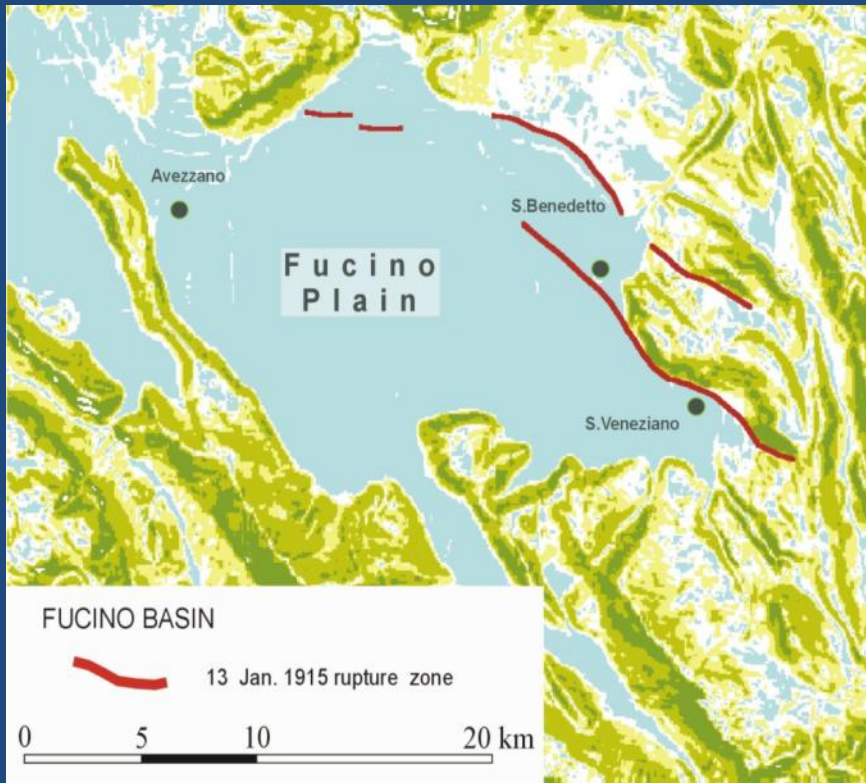 Avezzano
S.Benedetto
Fucino
Plain
S.Veneziano
FUCINO BASIN
13 Jan. 1915 rupture zone
0 5 10 20 km